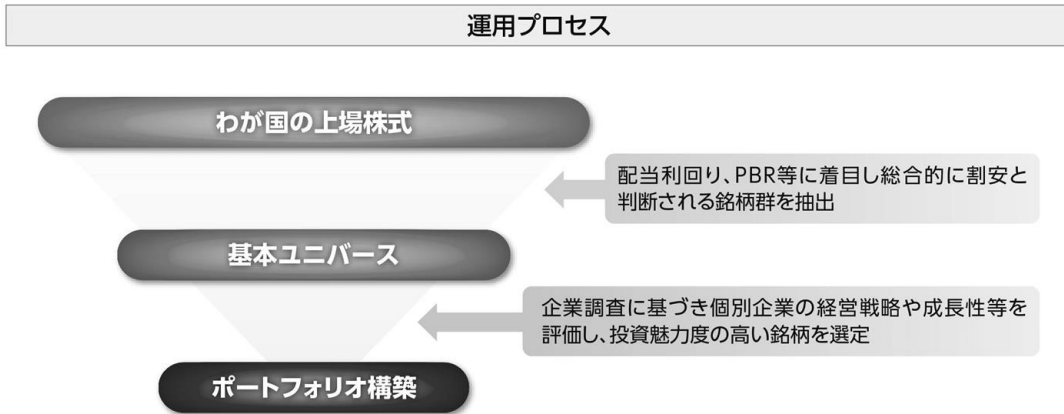 運用プロセス
わが国の上場株式
配当利回り、PBR等に着目し総合的に割安と
判断される銘柄群を抽出
基本ユニバース
企業調査に基づき個別企業の経営戦略や成長性等を
評価し、投資魅力度の高い銘柄を選定
ポートフォリオ構築